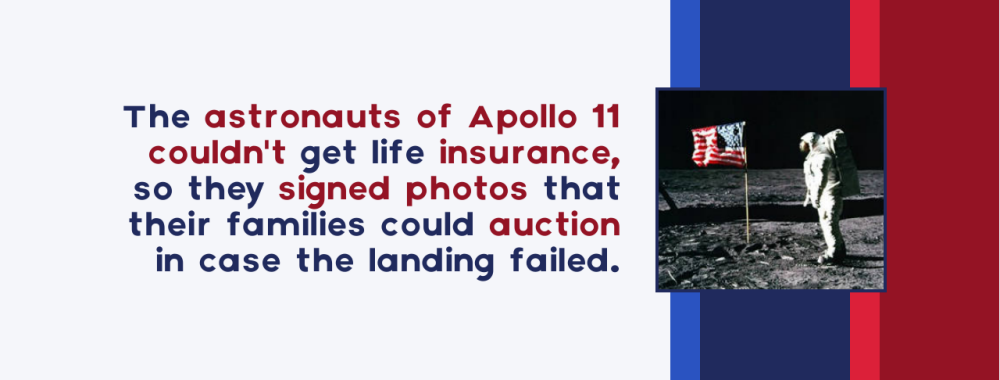 The astronauts of Apollo 11
couldn't get life insurance,
so they signed photos that
their families could auction
in case the landing failed.